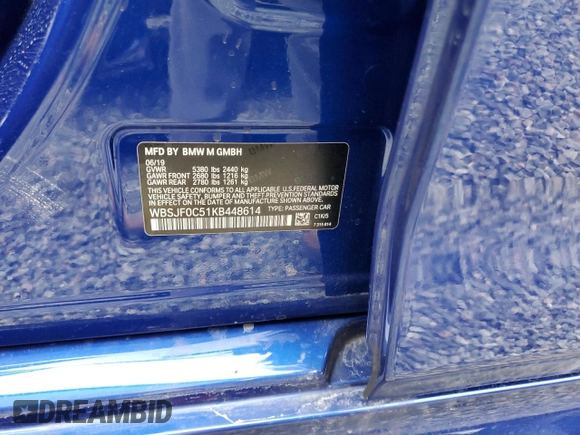 MFD BY BMW M GMBH
06/19
GVWR 5380 lbs 2440 kg
GAWR FRONT 2680 lbs 1216 kg
GAWR REAR 2780 lbs 1261 kg
THIS VEHICLE CONFORMS TO ALL APPLICABLE U.S. FEDERAL MOTOR
VEHICLE SAFETY, BUMPER, AND THEFT PREVENTION STANDARDS
IN EFFECT ON THE DATE OF MANUFACTURE SHOWN ABOVE.
WBSJF0C51KB448614 TYPE: PASSENGER CAR
DREAMBID